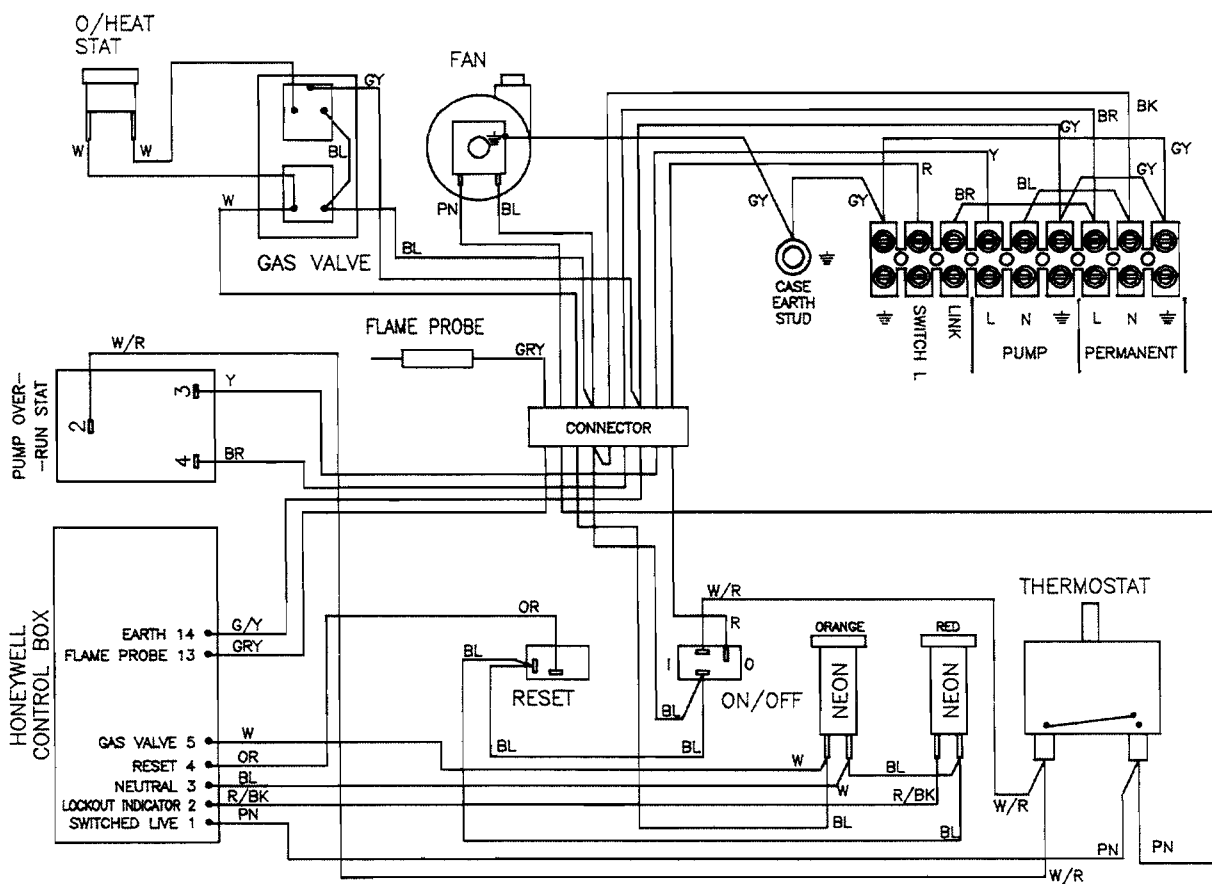 O/HEAT
STAT
W
W
GY
BL
W
BL
GAS VALVE
FAN
PN
BL
BK
BR
GY
GY
Y
R
GY
GY
BR
BL
GY
CASE
EARTH
STUD
SWITCH L
LINK
L
N
L
N
PUMP
PERMANENT
FLAME PROBE
GRY
CONNECTOR
W/R
PUMP OVER-
-RUN STAT
2
3
Y
4
BR
HONEYWELL
CONTROL BOX
EARTH 14
G/Y
FLAME PROBE 13
GRY
GAS VALVE 5
W
RESET 4
OR
NEUTRAL 3
BL
LOCKOUT INDICATOR 2
R/BK
SWITCHED LIVE 1
PN
OR
BL
RESET
BL
W/R
R
I
O
ON/OFF
BL
BL
ORANGE
NEON
RED
NEON
W
BL
W
R/BK
BL
BL
THERMOSTAT
W/R
PN
PN
W/R